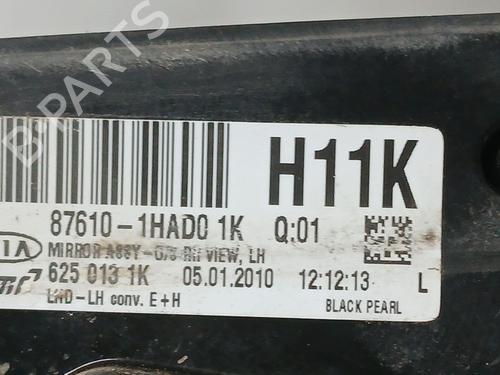 B PARTS
H11K
87610-1HAD0 1K Q:01
KIA MIRROR ASSY-O/S RR VIEW, LH
625 013 1K 05.01.2010 12:12:13 L
LHD-LH conv. E+H BLACK PEARL